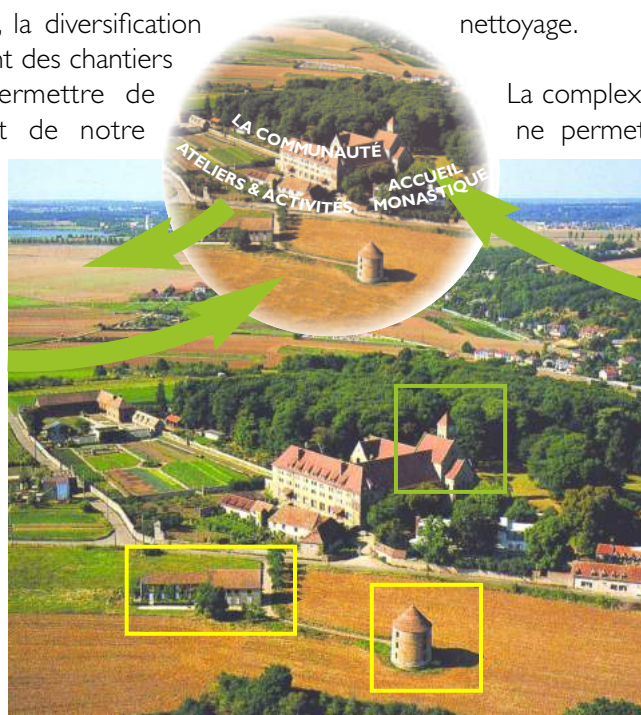 , la diversification
nt des chantiers
ermettre de
t de notre
nettoyage.
La complex
ne permet
LA COMMUNAUTÉ
ATELIERS & ACTIVITÉS
ACCUEIL
MONASTIQUE